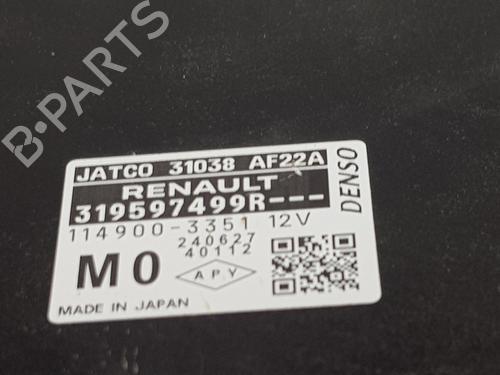 B-PARTS
JATCO 31038 AF22A
RENAULT
319597499R---
114900-3351 12V
240627
40112
M0
APY
MADE IN JAPAN
DENSO